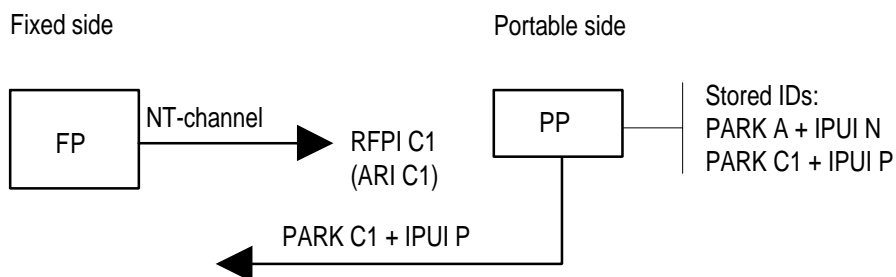 Fixed side
Portable side
FP
NT-channel
RFPI C1
(ARI C1)
PP
Stored IDs:
PARK A + IPUI N
PARK C1 + IPUI P
PARK C1 + IPUI P